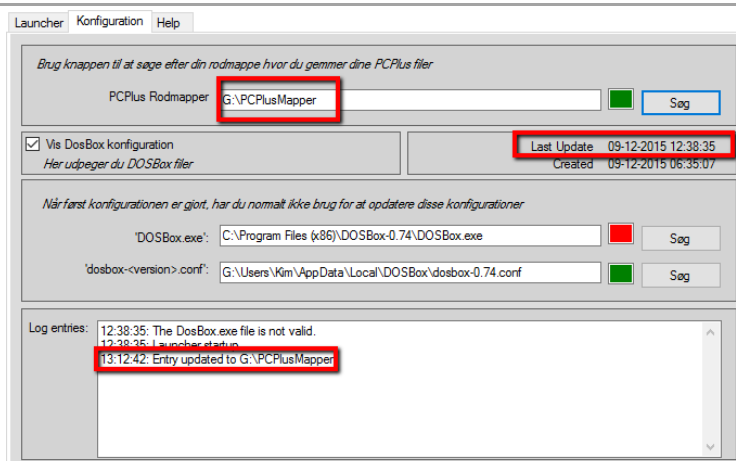 Launcher Konfiguration Help
Brug knappen til at søge efter din rodmappe hvor du gemmer dine PCPlus filer
PCPlus Rodmapper G:\PCPlusMapper Søg
Vis DosBox konfiguration
Her udpeger du DOSBox filer
Last Update 09-12-2015 12:38:35
Created 09-12-2015 06:35:07
Når først konfigurationen er gjort, har du normalt ikke brug for at opdatere disse konfigurationer
'DOSBox.exe': C:\Program Files (x86)\DOSBox-0.74\DOSBox.exe Søg
'dosbox-<version>.conf': G:\Users\Kim\AppData\Local\DOSBox\dosbox-0.74.conf Søg
Log entries: 12:38:35: The DosBox.exe file is not valid.
12:38:35: Launcher startup
13:12:42: Entry updated to G:\PCPlusMapper